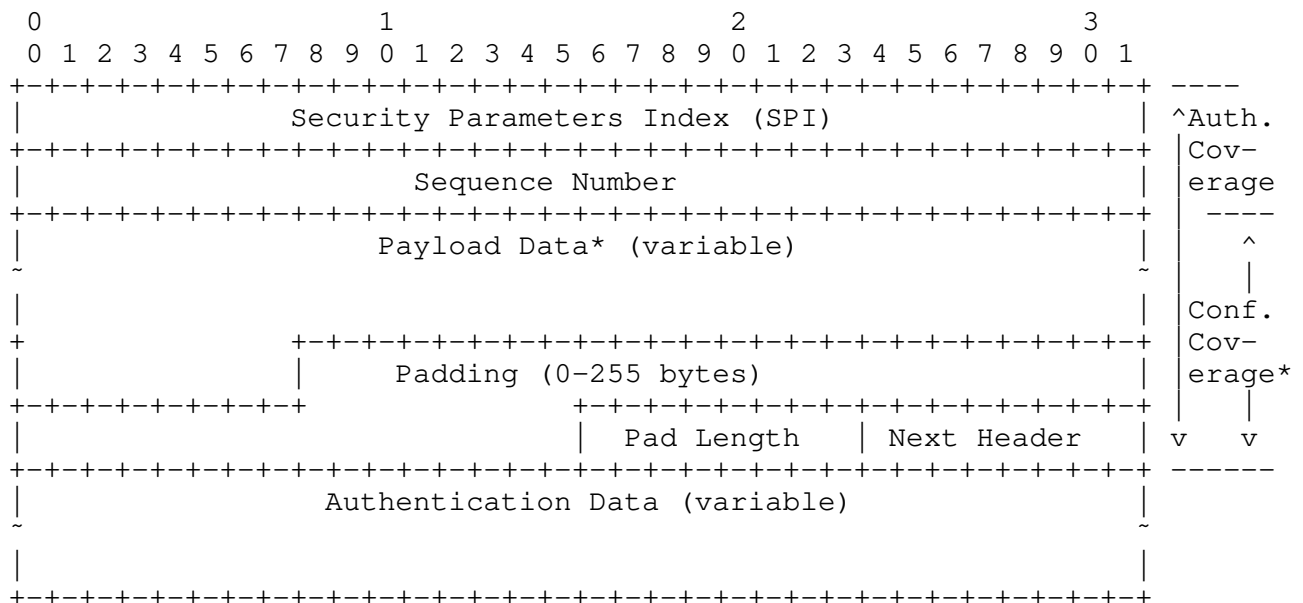 0                   1                   2                   3
 0 1 2 3 4 5 6 7 8 9 0 1 2 3 4 5 6 7 8 9 0 1 2 3 4 5 6 7 8 9 0 1
+-+-+-+-+-+-+-+-+-+-+-+-+-+-+-+-+-+-+-+-+-+-+-+-+-+-+-+-+-+-+-+-+ ----
|               Security Parameters Index (SPI)                 | ^Auth.
+-+-+-+-+-+-+-+-+-+-+-+-+-+-+-+-+-+-+-+-+-+-+-+-+-+-+-+-+-+-+-+-+ |Cov-
|                      Sequence Number                          | |erage
+-+-+-+-+-+-+-+-+-+-+-+-+-+-+-+-+-+-+-+-+-+-+-+-+-+-+-+-+-+-+-+-+ | ----
|                    Payload Data* (variable)                   | |   ^
~                                                               ~ |   |
|                                                               | |Conf.
+               +-+-+-+-+-+-+-+-+-+-+-+-+-+-+-+-+-+-+-+-+-+-+-+-+ |Cov-
|               |     Padding (0-255 bytes)                     | |erage*
+-+-+-+-+-+-+-+-+               +-+-+-+-+-+-+-+-+-+-+-+-+-+-+-+-+ |   |
|                               |  Pad Length   | Next Header   | v   v
+-+-+-+-+-+-+-+-+-+-+-+-+-+-+-+-+-+-+-+-+-+-+-+-+-+-+-+-+-+-+-+-+ ------
|                 Authentication Data (variable)                |
~                                                               ~
|                                                               |
+-+-+-+-+-+-+-+-+-+-+-+-+-+-+-+-+-+-+-+-+-+-+-+-+-+-+-+-+-+-+-+-+